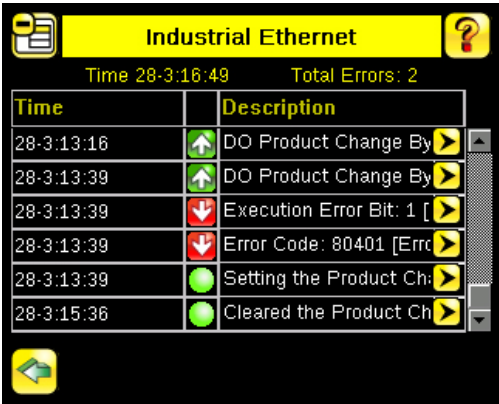 Industrial Ethernet
Time 28-3:16:49 Total Errors: 2
Time Description
28-3:13:16 DO Product Change By
28-3:13:39 DO Product Change By
28-3:13:39 Execution Error Bit: 1 [
28-3:13:39 Error Code: 80401 [Erro
28-3:13:39 Setting the Product Ch
28-3:15:36 Cleared the Product Ch